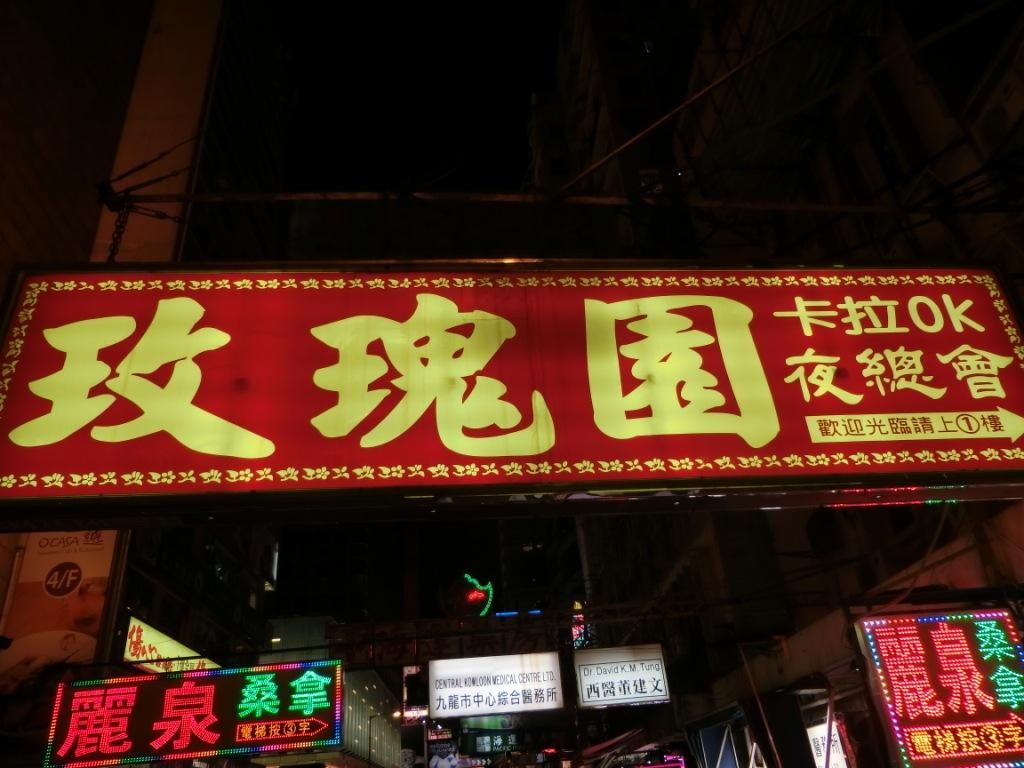 玫瑰園
卡拉OK
夜總會
歡迎光臨請上①樓
O'CASA
4/F
麗泉
桑拿
電梯按③字
CENTRAL KOWLOON MEDICAL CENTRE LTD.
九龍市中心綜合醫務所
Dr. David K.M. Tung
西醫董建文
麗泉
桑拿
電梯按③字